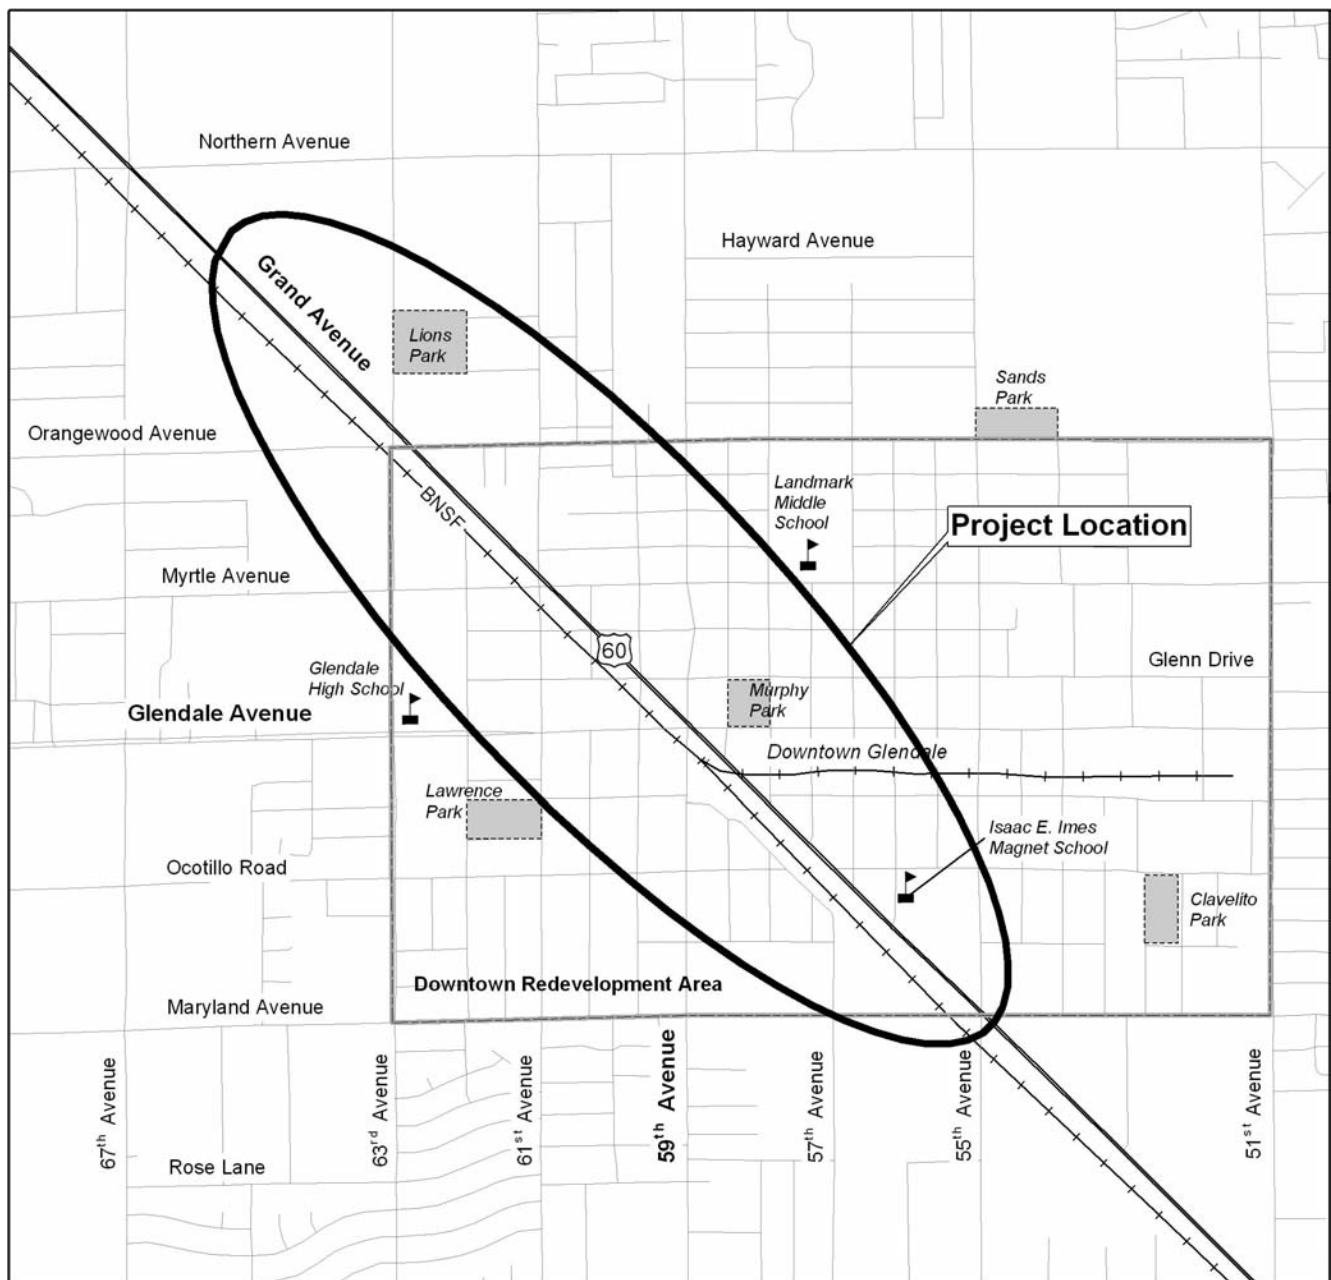 Northern Avenue
Hayward Avenue
Grand Avenue
Lions
Park
Sands
Park
Orangewood Avenue
Landmark
Middle
School
BNSF
Project Location
Myrtle Avenue
60
Glenn Drive
Glendale
High School
Murphy
Park
Glendale Avenue
Downtown Glendale
Lawrence
Park
Isaac E. Imes
Magnet School
Ocotillo Road
Clavelito
Park
Downtown Redevelopment Area
Maryland Avenue
67th Avenue
63rd Avenue
61st Avenue
59th Avenue
57th Avenue
55th Avenue
51st Avenue
Rose Lane